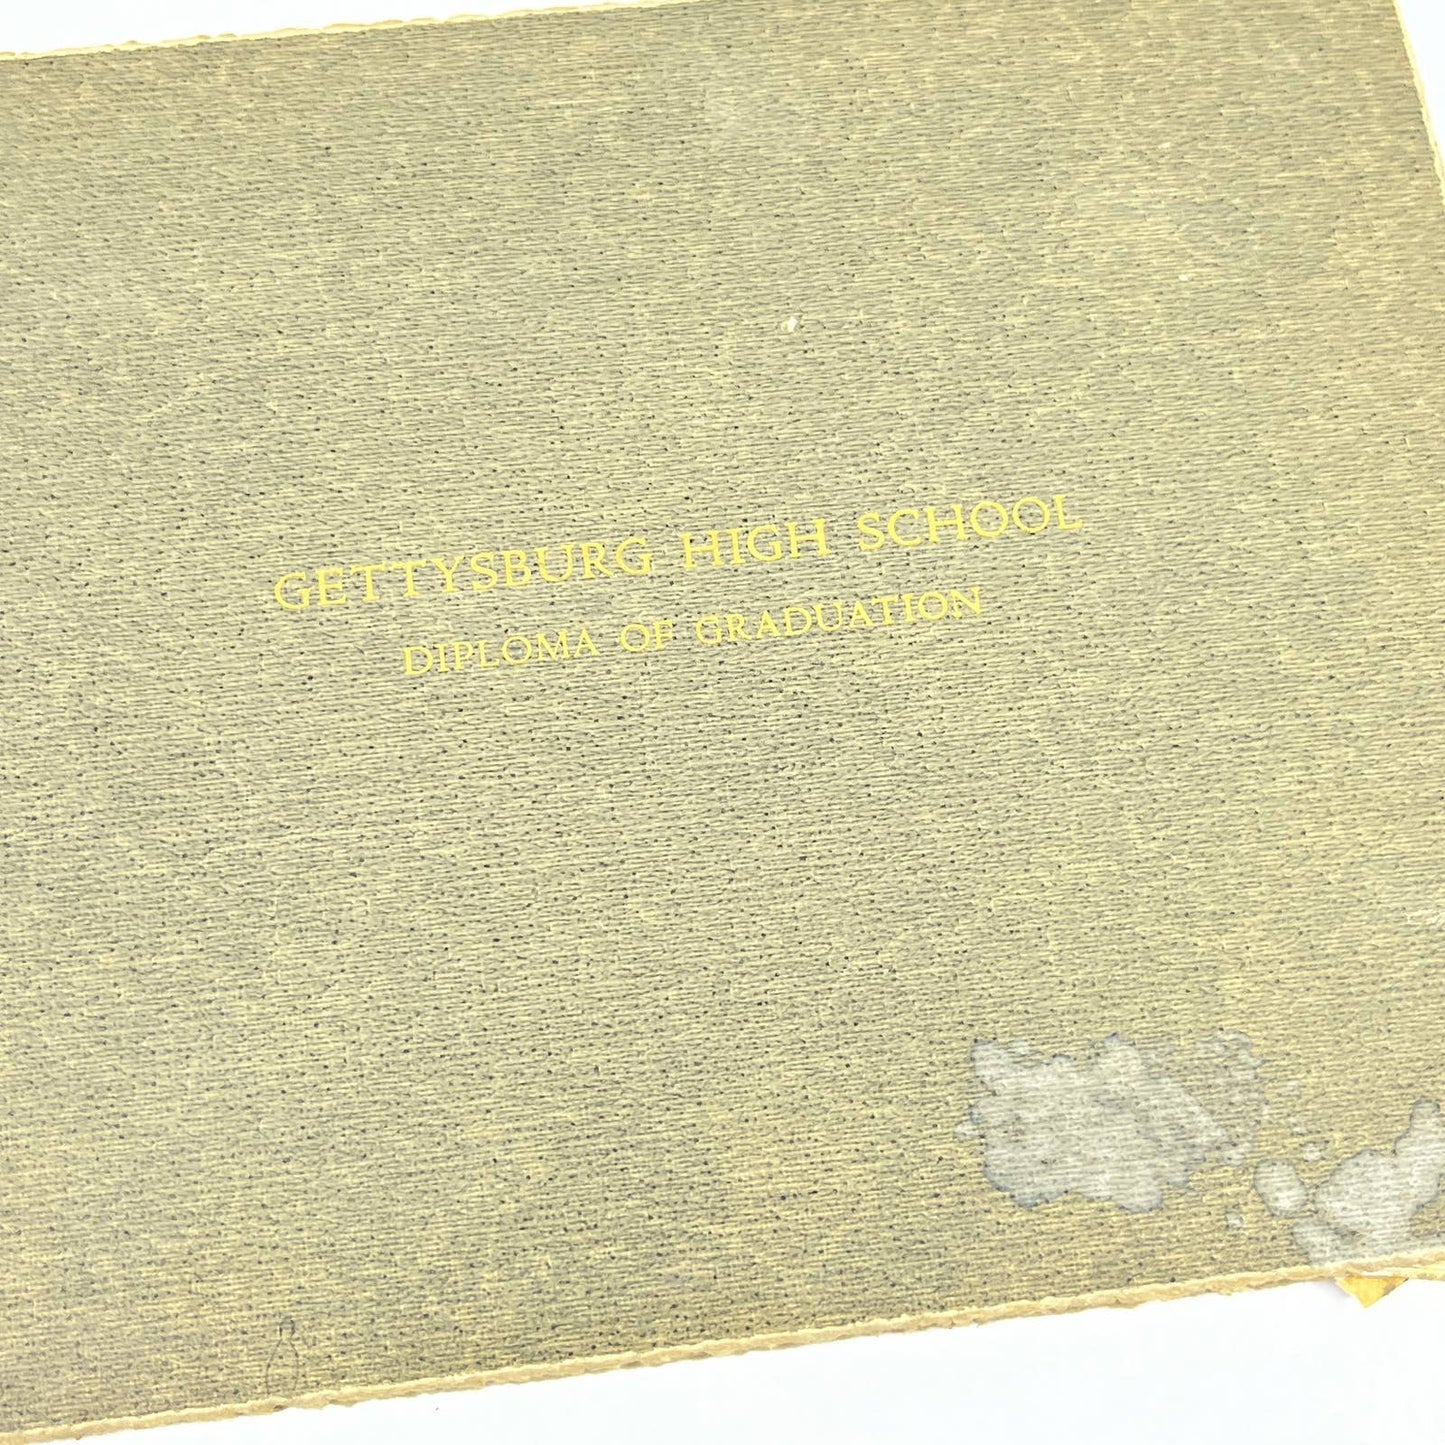 GETTYSBURG HIGH SCHOOL
DIPLOMA OF GRADUATION